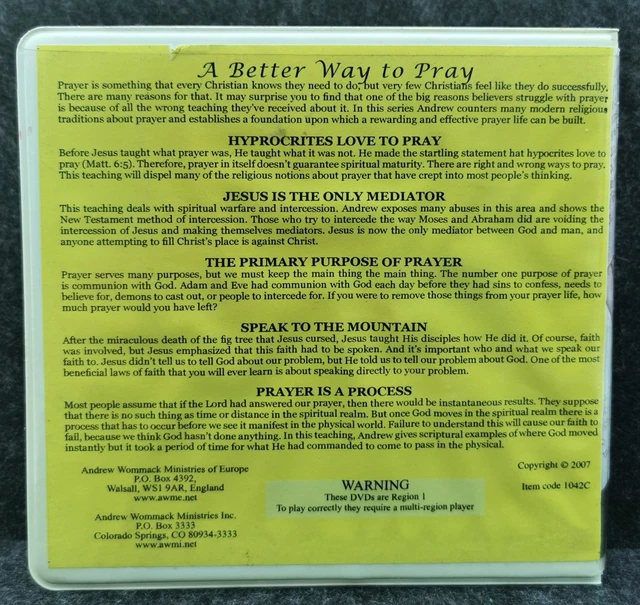 A Better Way to Pray
Prayer is something that every Christian knows they need to do, but very few Christians feel like they do successfully.
There are many reasons for that. It may surprise you to find that one of the big reasons believers struggle with prayer
is because of all the wrong teaching they've received about it. In this series Andrew counters many modern religious
traditions about prayer and establishes a foundation upon which a rewarding and effective prayer life can be built.
HYPROCRITES LOVE TO PRAY
Before Jesus taught what prayer was, He taught what it was not. He made the startling statement hat hypocrites love to
pray (Matt. 6:5). Therefore, prayer in itself doesn't guarantee spiritual maturity. There are right and wrong ways to pray.
This teaching will dispel many of the religious notions about prayer that have crept into most people's thinking.
JESUS IS THE ONLY MEDIATOR
This teaching deals with spiritual warfare and intercession. Andrew exposes many abuses in this area and shows the
New Testament method of intercession. Those who try to intercede the way Moses and Abraham did are voiding the
intercession of Jesus and making themselves mediators. Jesus is now the only mediator between God and man, and
anyone attempting to fill Christ's place is against Christ.
THE PRIMARY PURPOSE OF PRAYER
Prayer serves many purposes, but we must keep the main thing the main thing. The number one purpose of prayer
is communion with God. Adam and Eve had communion with God each day before they had sins to confess, needs to
believe for, demons to cast out, or people to intercede for. If you were to remove those things from your prayer life, how
much prayer would you have left?
SPEAK TO THE MOUNTAIN
After the miraculous death of the fig tree that Jesus cursed, Jesus taught His disciples how He did it. Of course, faith
was involved, but Jesus emphasized that this faith had to be spoken. And it's important who and what we speak our
faith to. Jesus didn't tell us to tell God about our problem, but He told us to tell our problem about God. One of the most
beneficial laws of faith that you will ever learn is about speaking directly to your problem.
PRAYER IS A PROCESS
Most people assume that if the Lord had answered our prayer, then there would be instantaneous results. They suppose
that there is no such thing as time or distance in the spiritual realm. But once God moves in the spiritual realm there is a
process that has to occur before we see it manifest in the physical world. Failure to understand this will cause our faith to
fail, because we think God hasn't done anything. In this teaching, Andrew gives scriptural examples of where God moved
instantly but it took a period of time for what He had commanded to come to pass in the physical.
Andrew Wommack Ministries of Europe
P.O. Box 4392,
Walsall, WS1 9AR, England
www.awme.net
Andrew Wommack Ministries Inc.
P.O. Box 3333
Colorado Springs, CO 80934-3333
www.awmi.net
WARNING
These DVDs are Region 1
To play correctly they require a multi-region player
Copyright © 2007
Item code 1042C